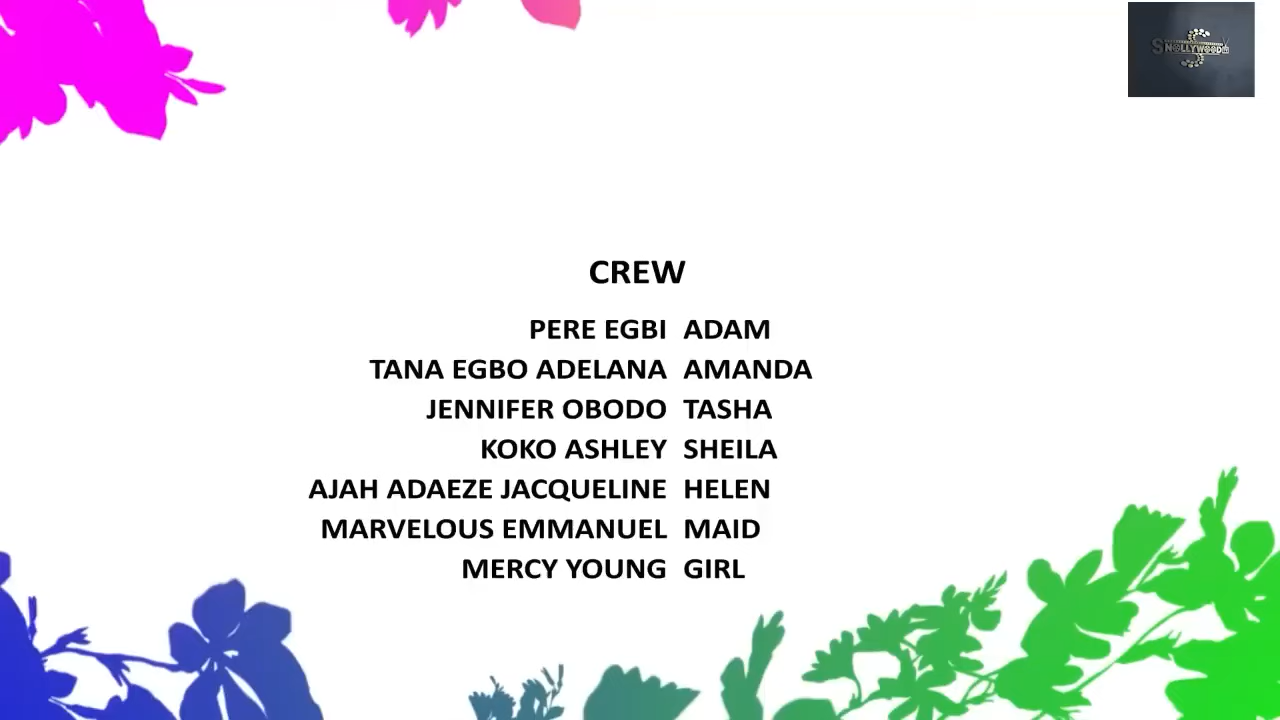 SNOLLYWOOD
CREW
PERE EGBI ADAM
TANA EGBO ADELANA AMANDA
JENNIFER OBODO TASHA
KOKO ASHLEY SHEILA
AJAH ADAEZE JACQUELINE HELEN
MARVELOUS EMMANUEL MAID
MERCY YOUNG GIRL